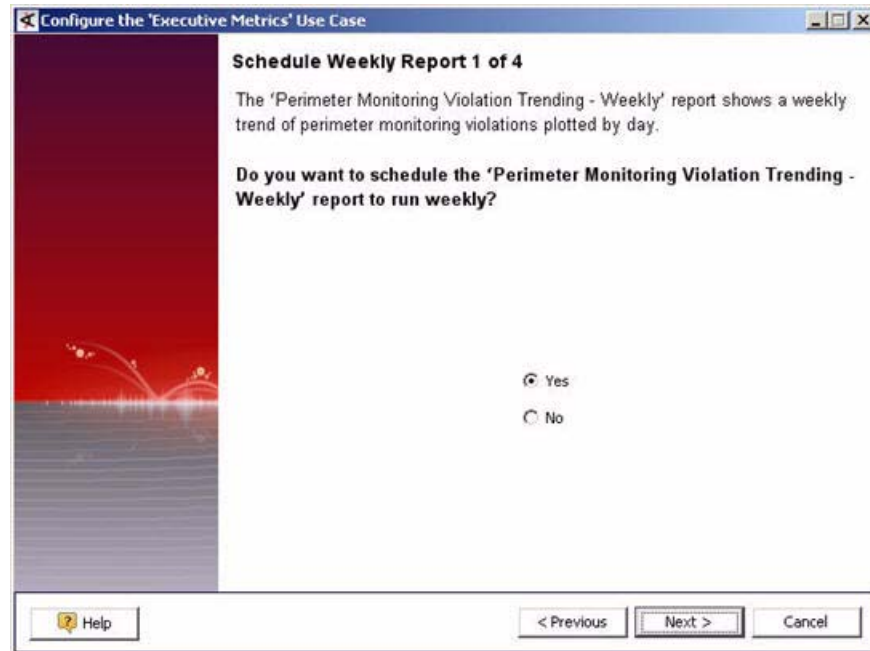 Configure the 'Executive Metrics' Use Case
Schedule Weekly Report 1 of 4
The 'Perimeter Monitoring Violation Trending - Weekly' report shows a weekly
trend of perimeter monitoring violations plotted by day.
Do you want to schedule the 'Perimeter Monitoring Violation Trending -
Weekly' report to run weekly?
Yes
No
Help
< Previous
Next >
Cancel